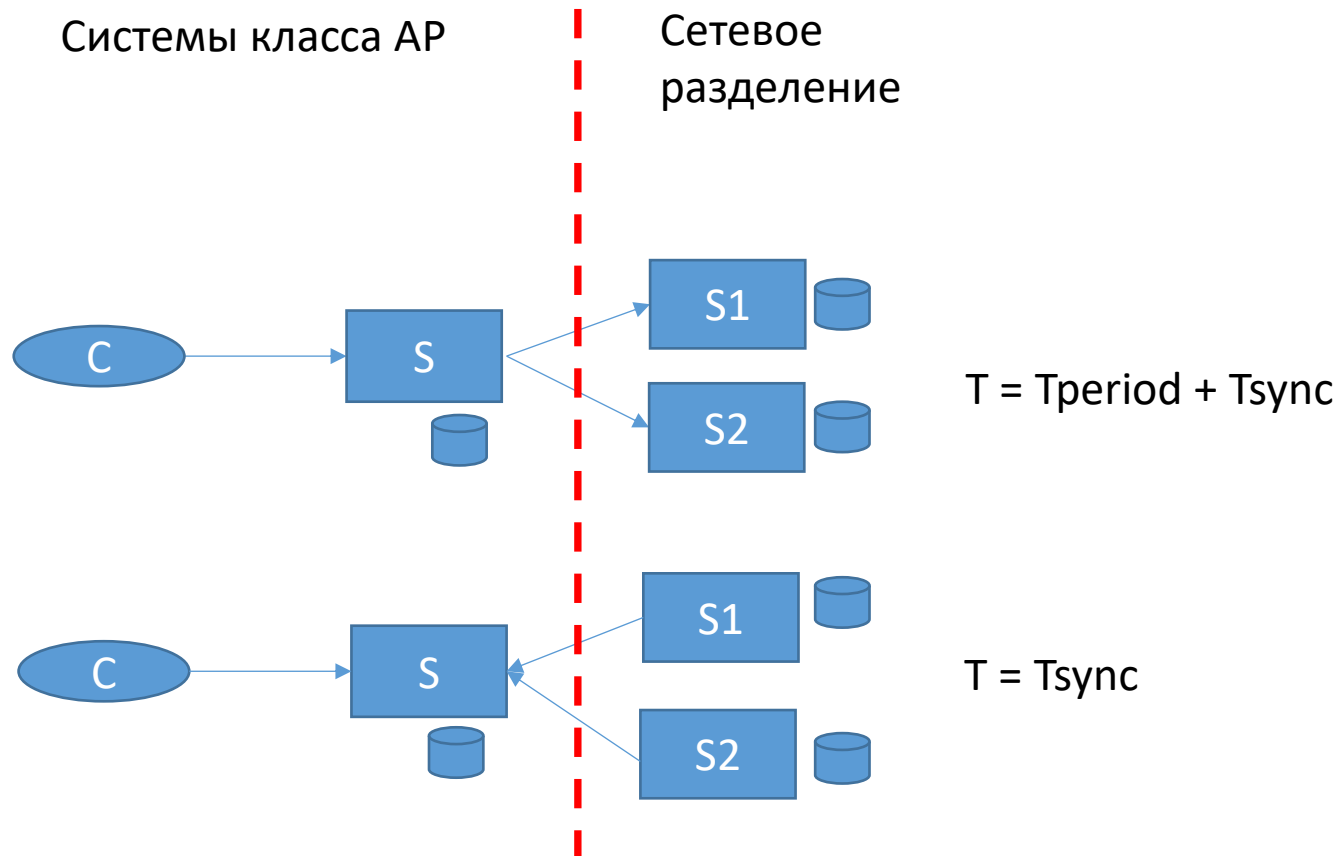 Системы класса AP
Сетевое
разделение
C
S
S1
S2
T = Tperiod + Tsync
C
S
S1
S2
T = Tsync